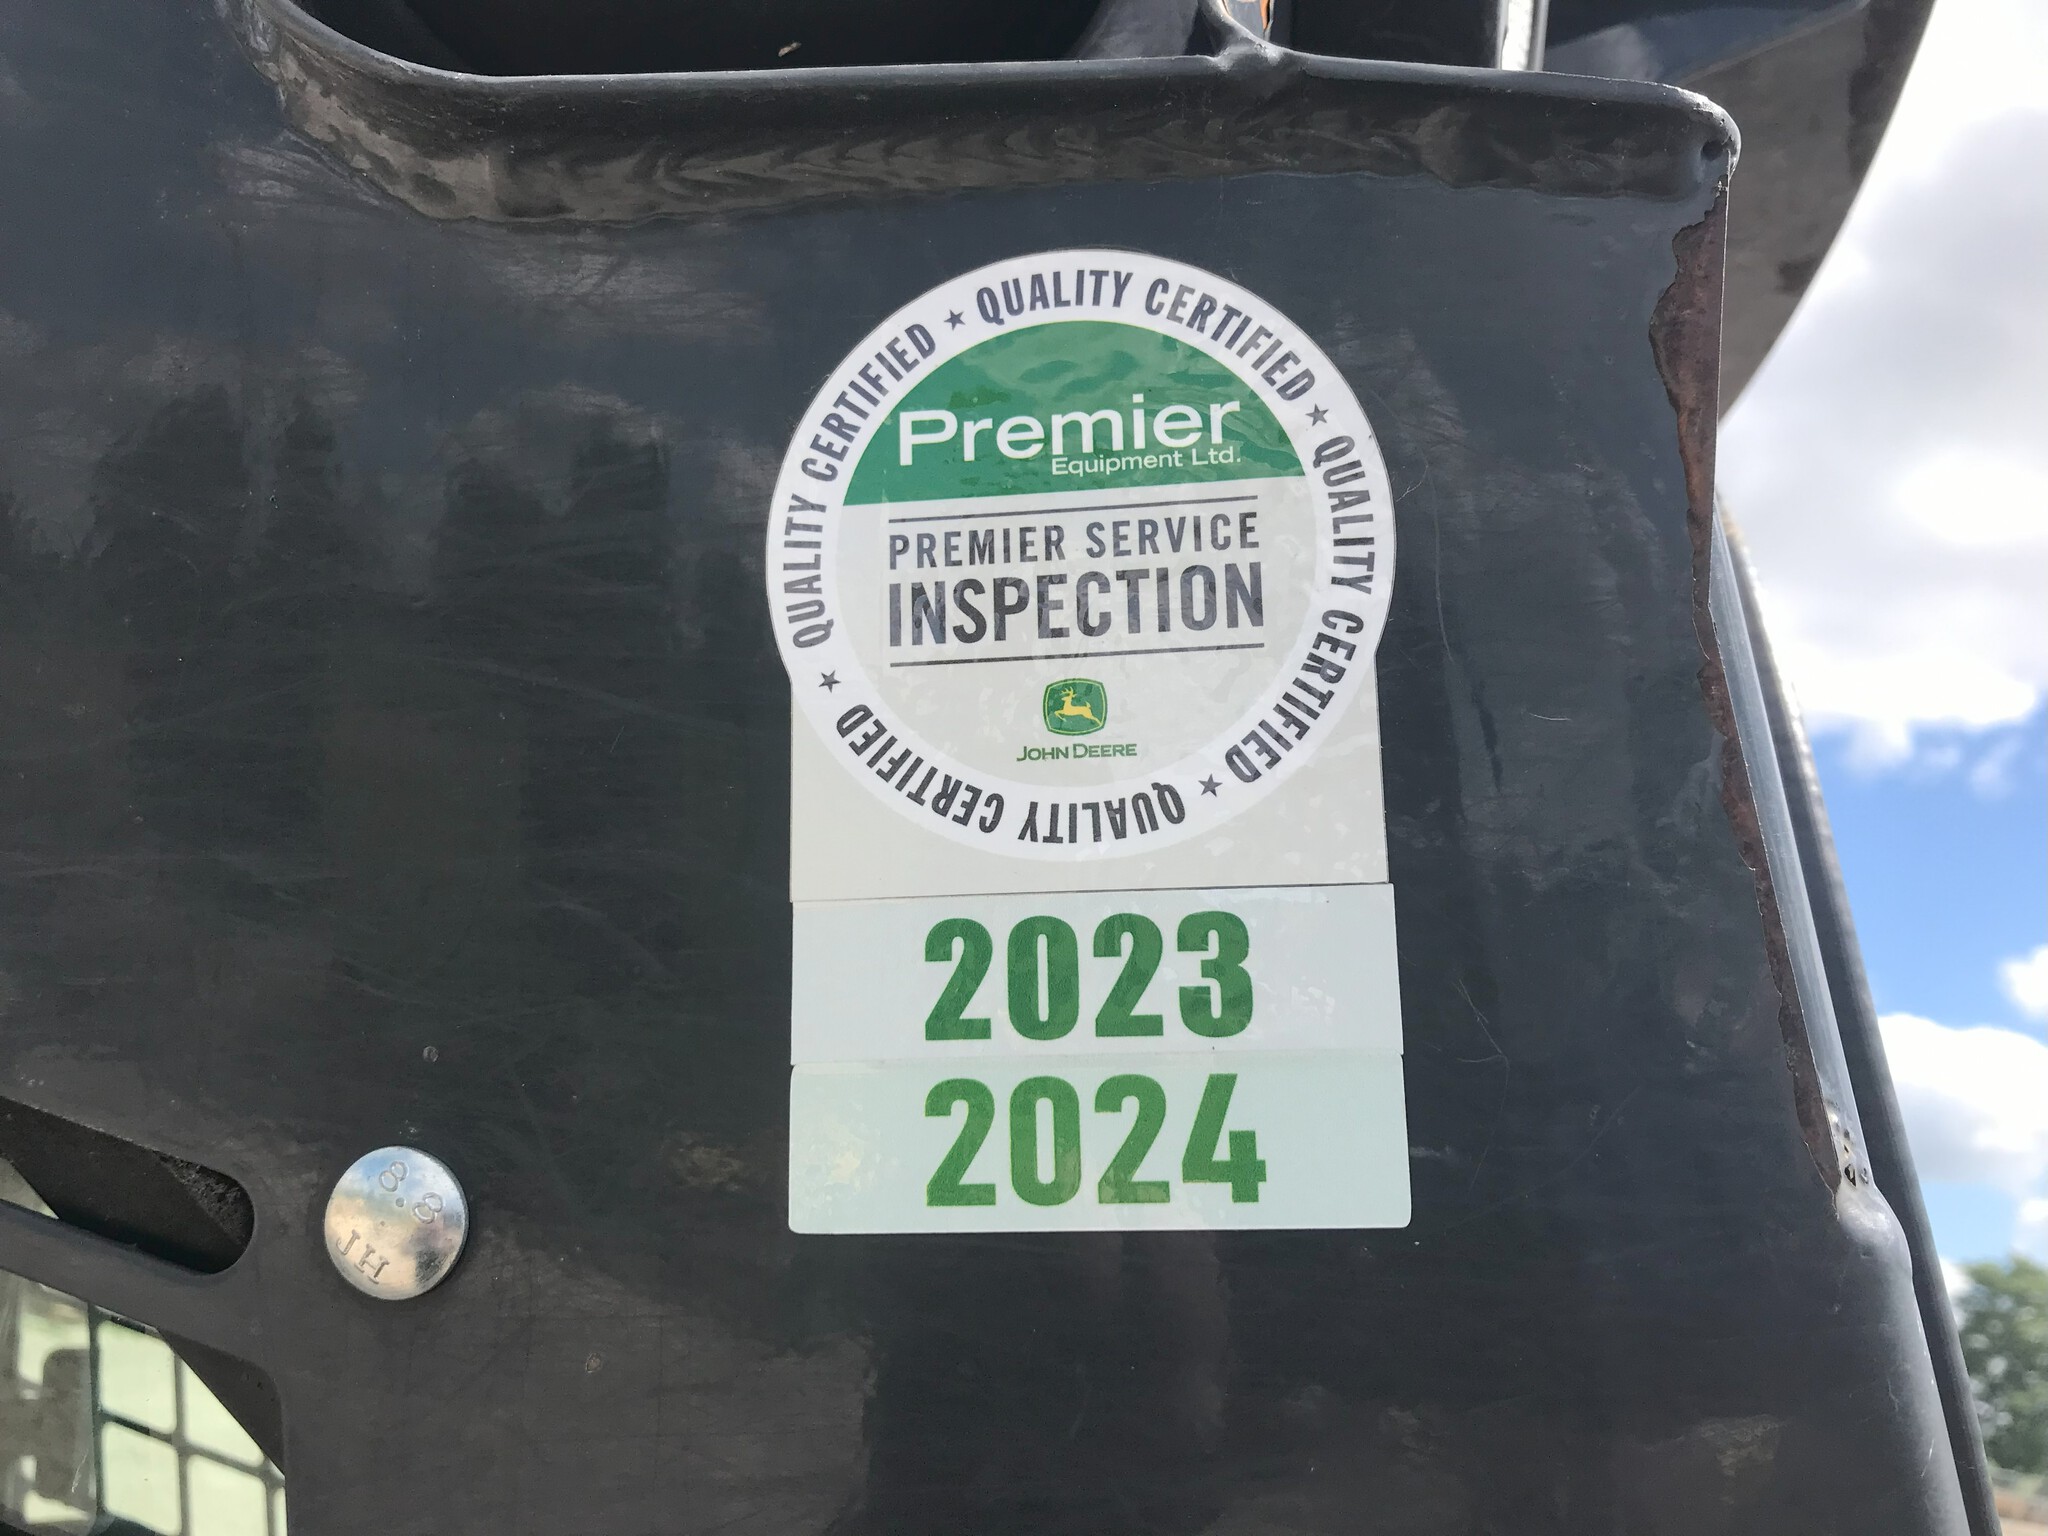 ★ QUALITY CERTIFIED ★ QUALITY CERTIFIED ★ QUALITY CERTIFIED ★ QUALITY CERTIFIED
Premier
Equipment Ltd.
PREMIER SERVICE
INSPECTION
JOHN DEERE
2023
2024
8.8
JH